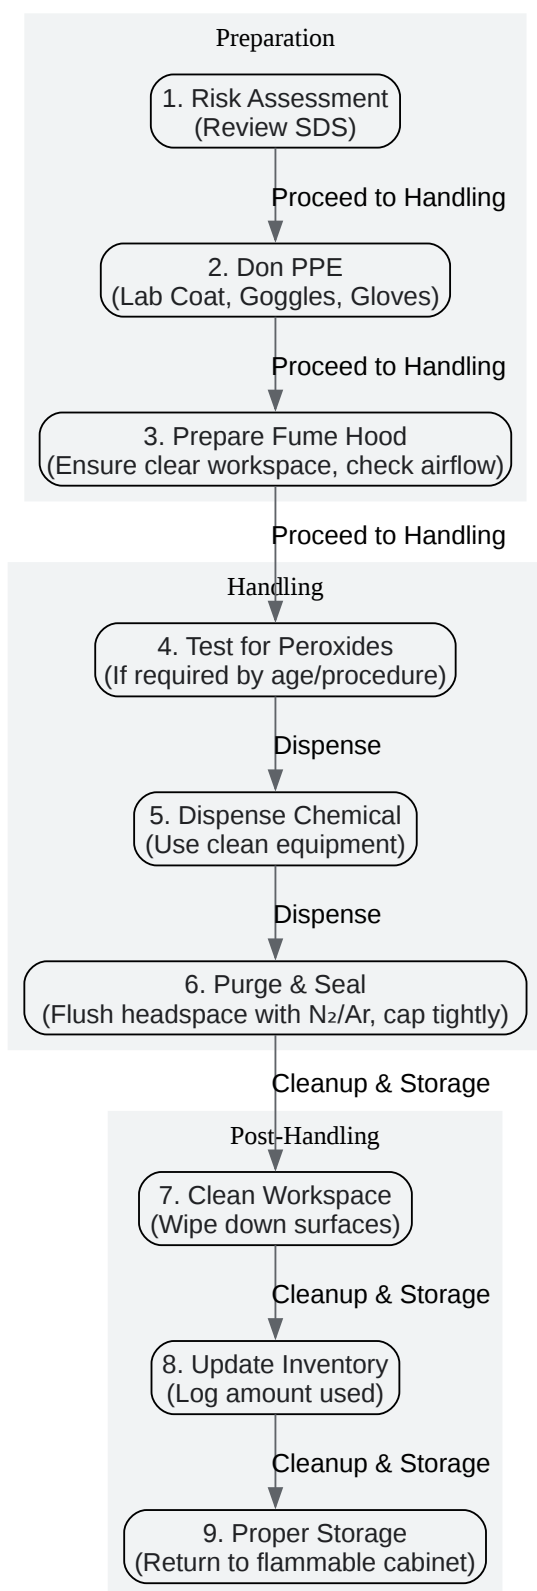 Preparation
1. Risk Assessment
(Review SDS)
Proceed to Handling
2. Don PPE
(Lab Coat, Goggles, Gloves)
Proceed to Handling
3. Prepare Fume Hood
(Ensure clear workspace, check airflow)
Proceed to Handling
Handling
4. Test for Peroxides
(If required by age/procedure)
Dispense
5. Dispense Chemical
(Use clean equipment)
Dispense
6. Purge & Seal
(Flush headspace with N₂/Ar, cap tightly)
Cleanup & Storage
Post-Handling
7. Clean Workspace
(Wipe down surfaces)
Cleanup & Storage
8. Update Inventory
(Log amount used)
Cleanup & Storage
9. Proper Storage
(Return to flammable cabinet)